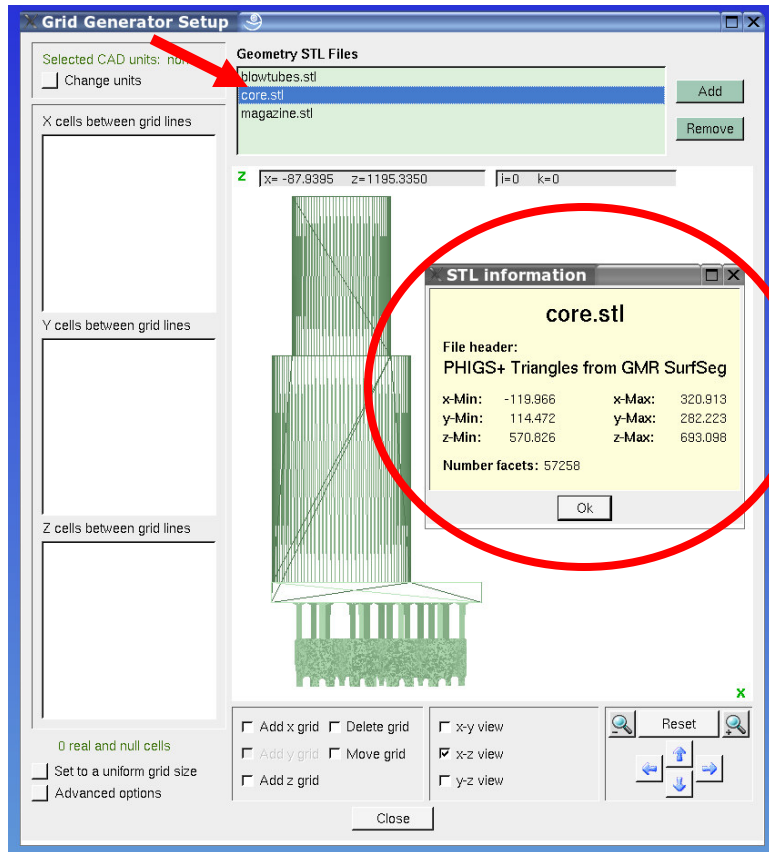 Grid Generator Setup
Selected CAD units:
Change units
Geometry STL Files
blowtubes.stl
core.stl
magazine.stl
Add
Remove
X cells between grid lines
Z x= -87.9395 z=1195.3350 i=0 k=0
STL information
core.stl
File header:
PHIGS+ Triangles from GMR SurfSeg
x-Min: -119.966 x-Max: 320.913
y-Min: 114.472 y-Max: 282.223
z-Min: 570.826 z-Max: 693.098
Number facets: 57258
Ok
Y cells between grid lines
Z cells between grid lines
X
0 real and null cells
Set to a uniform grid size
Advanced options
Add x grid Delete grid
Add y grid Move grid
Add z grid
x-y view
x-z view
y-z view
Reset
Close